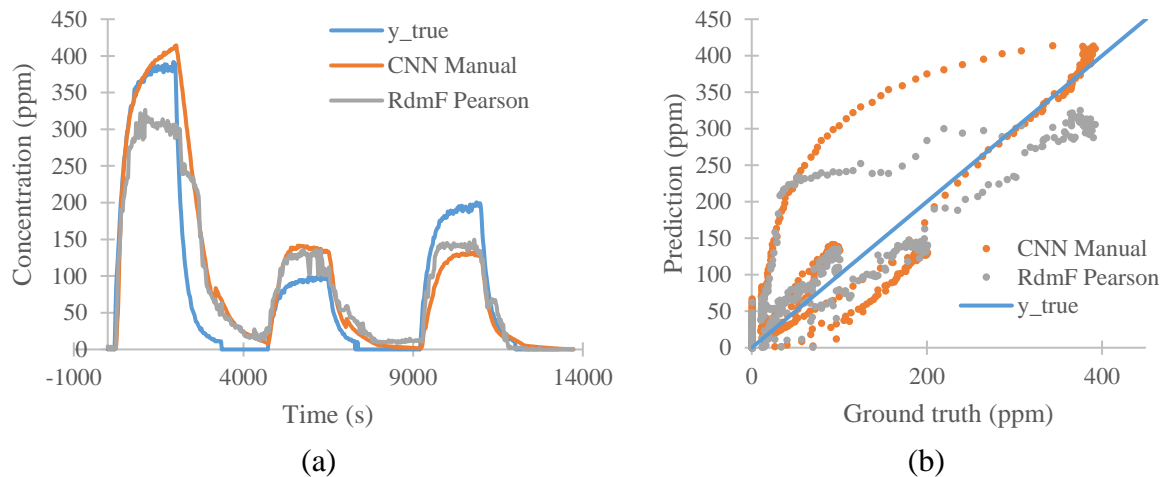 450
400
350
300
250
200
150
100
50
0
0
-1000
4000
9000
14000
Concentration (ppm)
Time (s)
y_true
CNN Manual
RdmF Pearson
(a)
450
400
350
300
250
200
150
100
50
0
0
200
400
Prediction (ppm)
Ground truth (ppm)
CNN Manual
RdmF Pearson
y_true
(b)